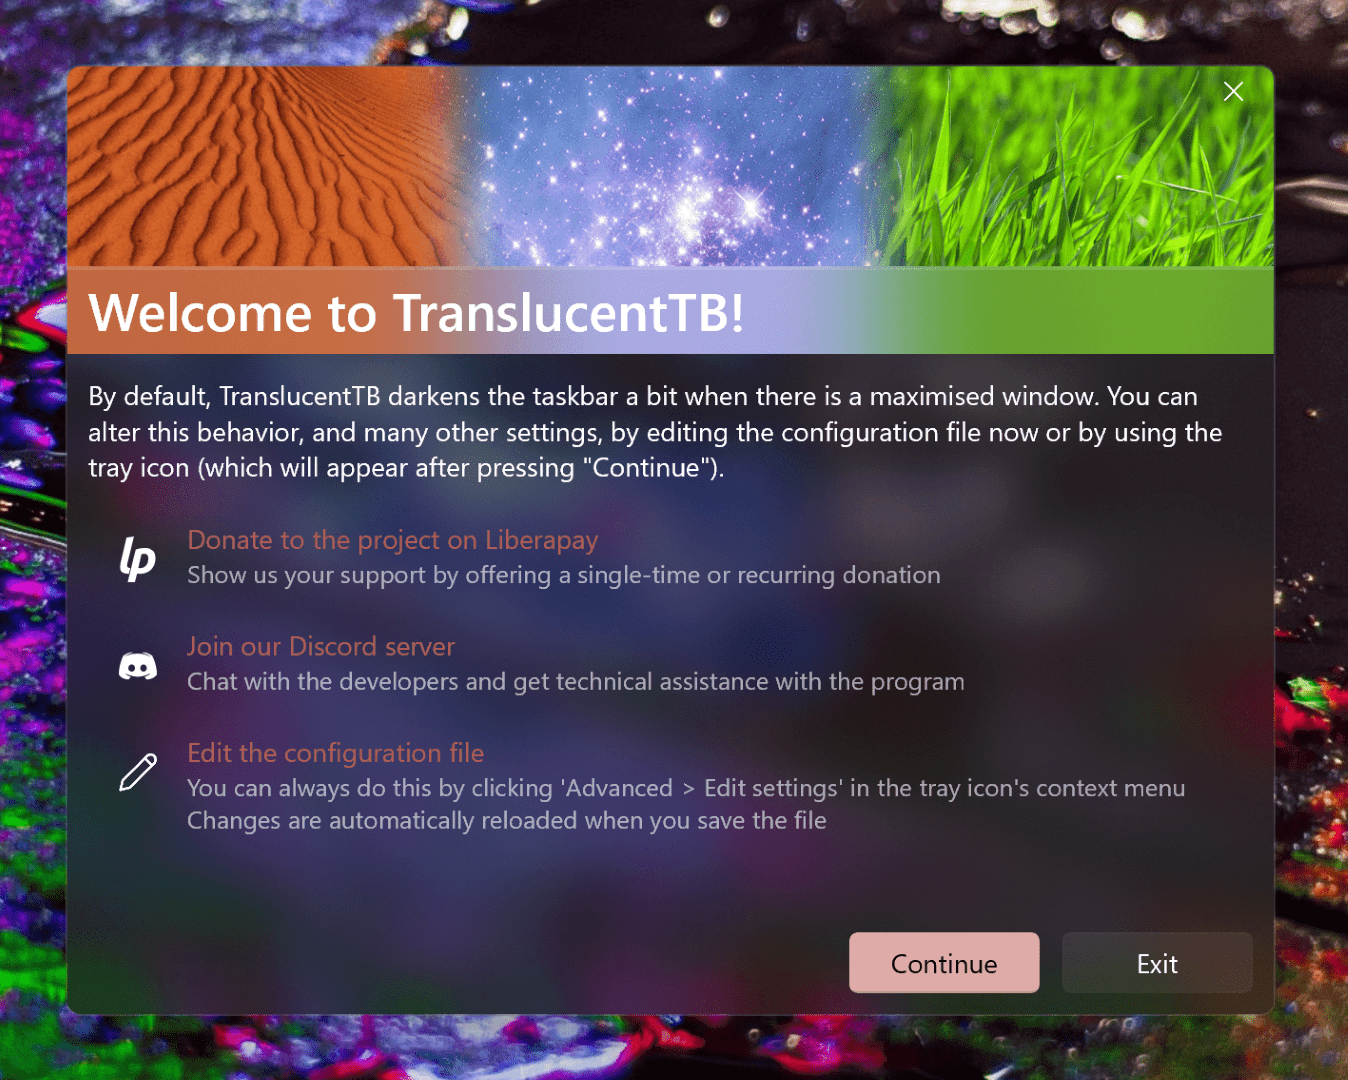 Welcome to TranslucentTB!
By default, TranslucentTB darkens the taskbar a bit when there is a maximised window. You can
alter this behavior, and many other settings, by editing the configuration file now or by using the
tray icon (which will appear after pressing "Continue").
lp
Donate to the project on Liberapay
Show us your support by offering a single-time or recurring donation
Join our Discord server
Chat with the developers and get technical assistance with the program
Edit the configuration file
You can always do this by clicking 'Advanced > Edit settings' in the tray icon's context menu
Changes are automatically reloaded when you save the file
Continue
Exit